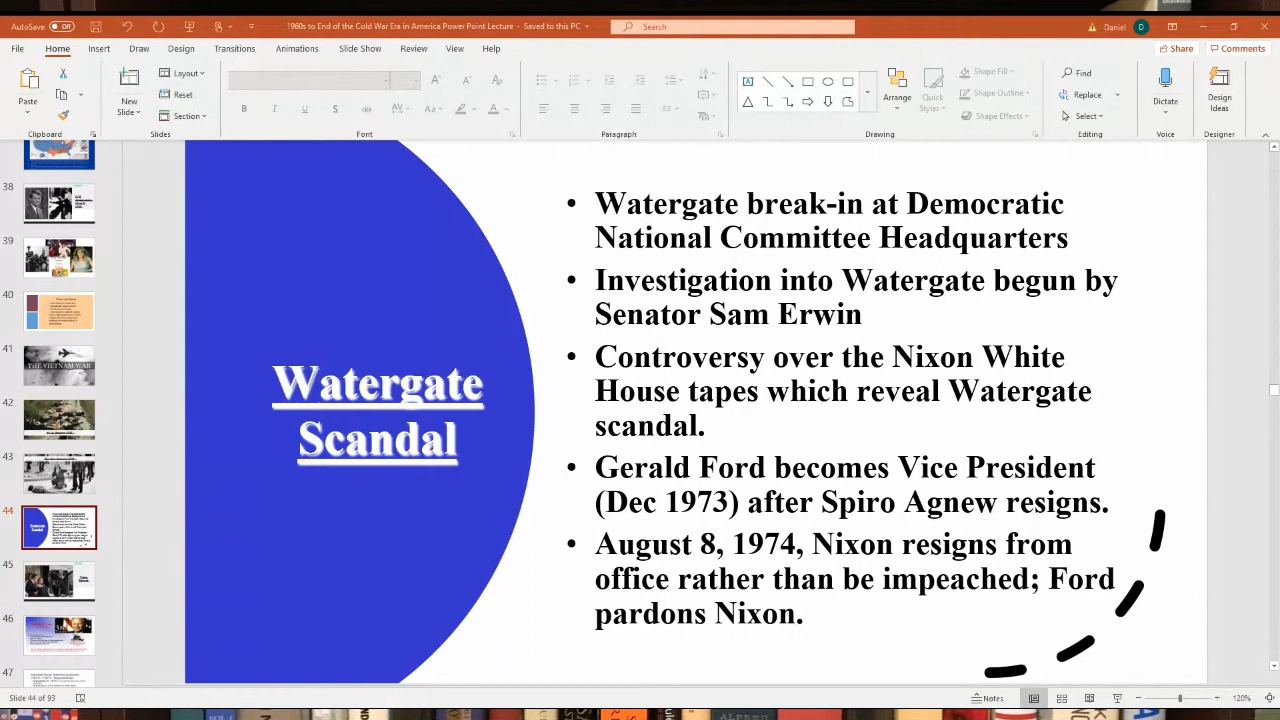 AutoSave Off 1960s to End of the Cold War Era in America Power Point Lecture - Saved to this PC Search Daniel D
File Home Insert Draw Design Transitions Animations Slide Show Review View Help Share Comments
Paste
New
Slide
Layout
Reset
Section
Arrange
Quick
Styles
Shape Fill
Shape Outline
Shape Effects
Find
Replace
Select
Dictate
Design
Ideas
Clipboard Slides Font Paragraph Drawing Editing Voice Designer
38
THE VIETNAM WAR
42
43
44
Watergate
Scandal
• Watergate break-in at Democratic
National Committee Headquarters
• Investigation into Watergate begun by
Senator Sam Erwin
• Controversy over the Nixon White
House tapes which reveal Watergate
scandal.
• Gerald Ford becomes Vice President
(Dec 1973) after Spiro Agnew resigns.
• August 8, 1974, Nixon resigns from
office rather than be impeached; Ford
pardons Nixon.
Slide 44 of 93 Notes 120%